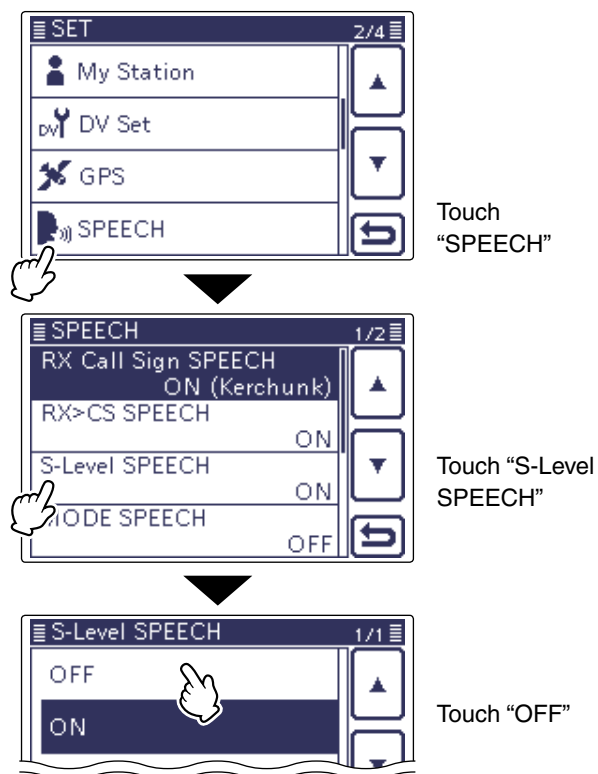 SET 2/4
My Station
DV DV Set
GPS
SPEECH
Touch
“SPEECH”
SPEECH 1/2
RX Call Sign SPEECH
ON (Kerchunk)
RX>CS SPEECH
ON
S-Level SPEECH
ON
MODE SPEECH
OFF
Touch “S-Level
SPEECH”
S-Level SPEECH 1/1
OFF
ON
Touch “OFF”